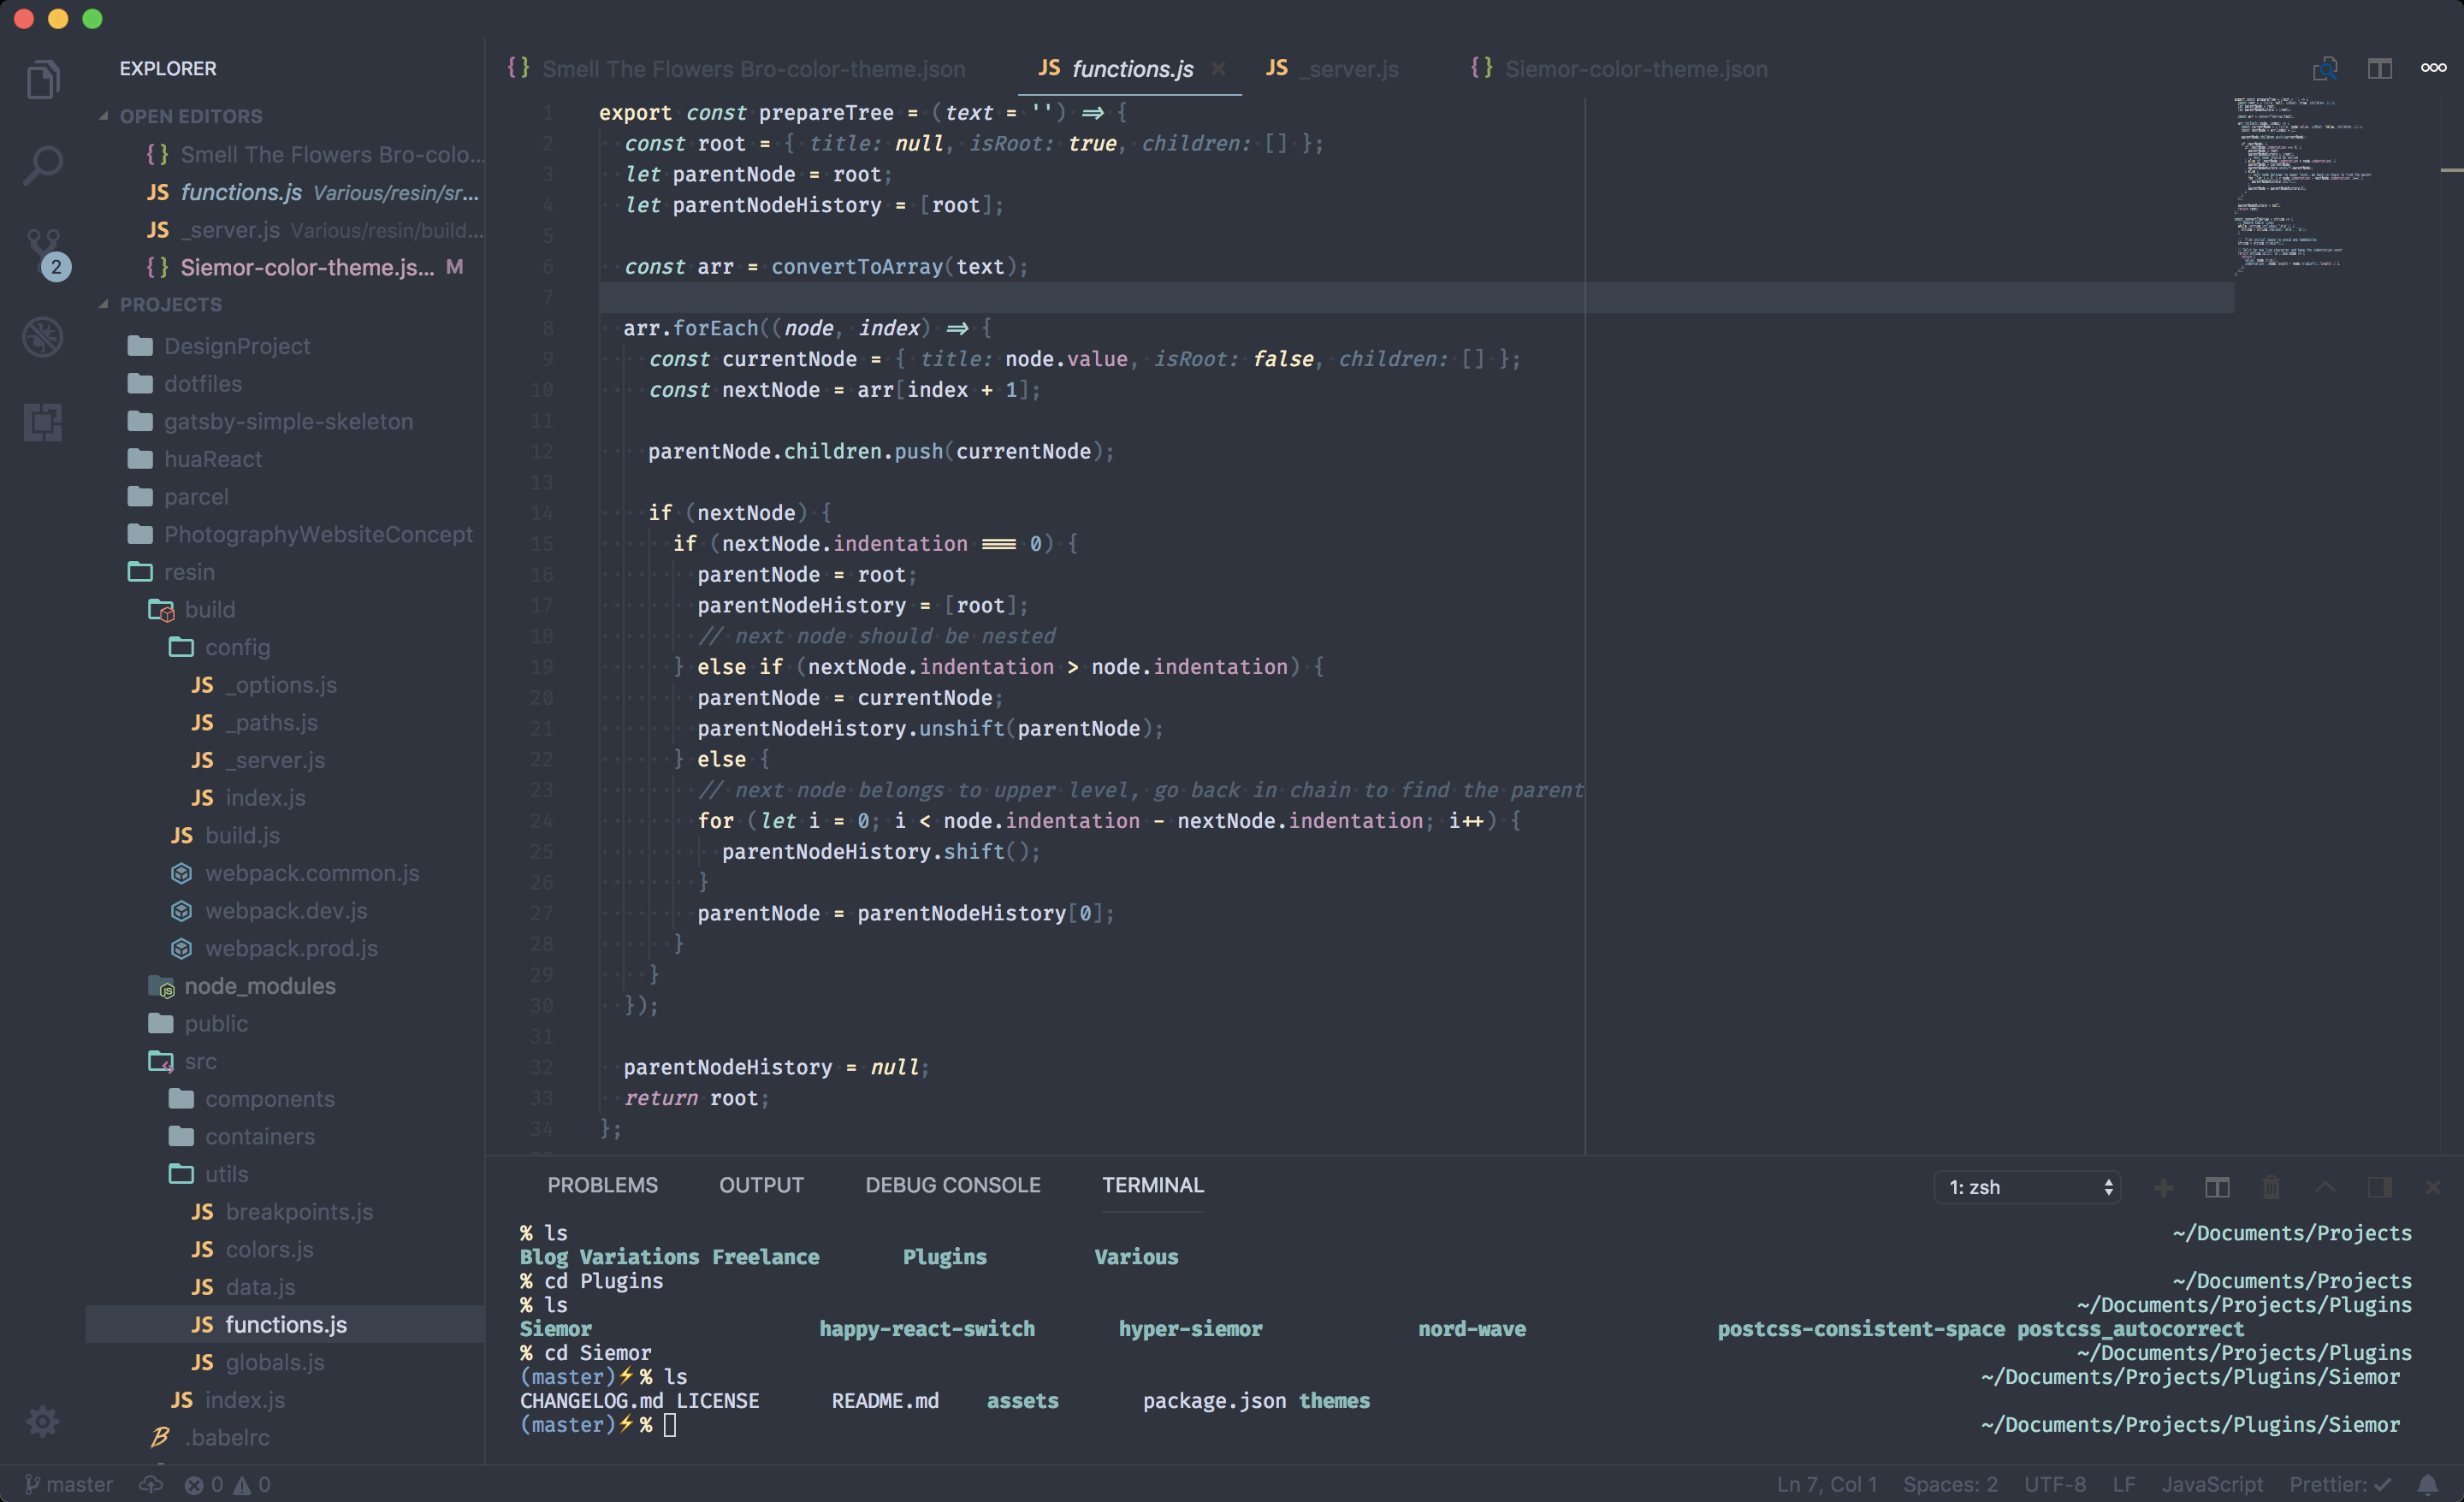 EXPLORER
OPEN EDITORS
{ } Smell The Flowers Bro-colo...
JS functions.js Various/resin/sr...
JS _server.js Various/resin/build...
{ } Siemor-color-theme.js... M
2
PROJECTS
DesignProject
dotfiles
gatsby-simple-skeleton
huaReact
parcel
PhotographyWebsiteConcept
resin
build
config
JS _options.js
JS _paths.js
JS _server.js
JS index.js
JS build.js
webpack.common.js
webpack.dev.js
webpack.prod.js
node_modules
public
src
components
containers
utils
JS breakpoints.js
JS colors.js
JS data.js
JS functions.js
JS globals.js
JS index.js
.babelrc
{ } Smell The Flowers Bro-color-theme.json JS functions.js JS _server.js { } Siemor-color-theme.json
1 export const prepareTree = (text = '') => {
2 const root = { title: null, isRoot: true, children: [] };
3 let parentNode = root;
4 let parentNodeHistory = [root];
5
6 const arr = convertToArray(text);
7
8 arr.forEach((node, index) => {
9 const currentNode = { title: node.value, isRoot: false, children: [] };
10 const nextNode = arr[index + 1];
11
12 parentNode.children.push(currentNode);
13
14 if (nextNode) {
15 if (nextNode.indentation === 0) {
16 parentNode = root;
17 parentNodeHistory = [root];
18 // next node should be nested
19 } else if (nextNode.indentation > node.indentation) {
20 parentNode = currentNode;
21 parentNodeHistory.unshift(parentNode);
22 } else {
23 // next node belongs to upper level, go back in chain to find the parent
24 for (let i = 0; i < node.indentation - nextNode.indentation; i++) {
25 parentNodeHistory.shift();
26 }
27 parentNode = parentNodeHistory[0];
28 }
29 }
30 });
31
32 parentNodeHistory = null;
33 return root;
34 };
PROBLEMS OUTPUT DEBUG CONSOLE TERMINAL 1: zsh
% ls ~/Documents/Projects
Blog Variations Freelance Plugins Various
% cd Plugins ~/Documents/Projects
% ls ~/Documents/Projects/Plugins
Siemor happy-react-switch hyper-siemor nord-wave postcss-consistent-space postcss_autocorrect
% cd Siemor ~/Documents/Projects/Plugins
(master)⚡% ls ~/Documents/Projects/Plugins/Siemor
CHANGELOG.md LICENSE README.md assets package.json themes
(master)⚡% ~/Documents/Projects/Plugins/Siemor
master 0 0 Ln 7, Col 1 Spaces: 2 UTF-8 LF JavaScript Prettier: ✓